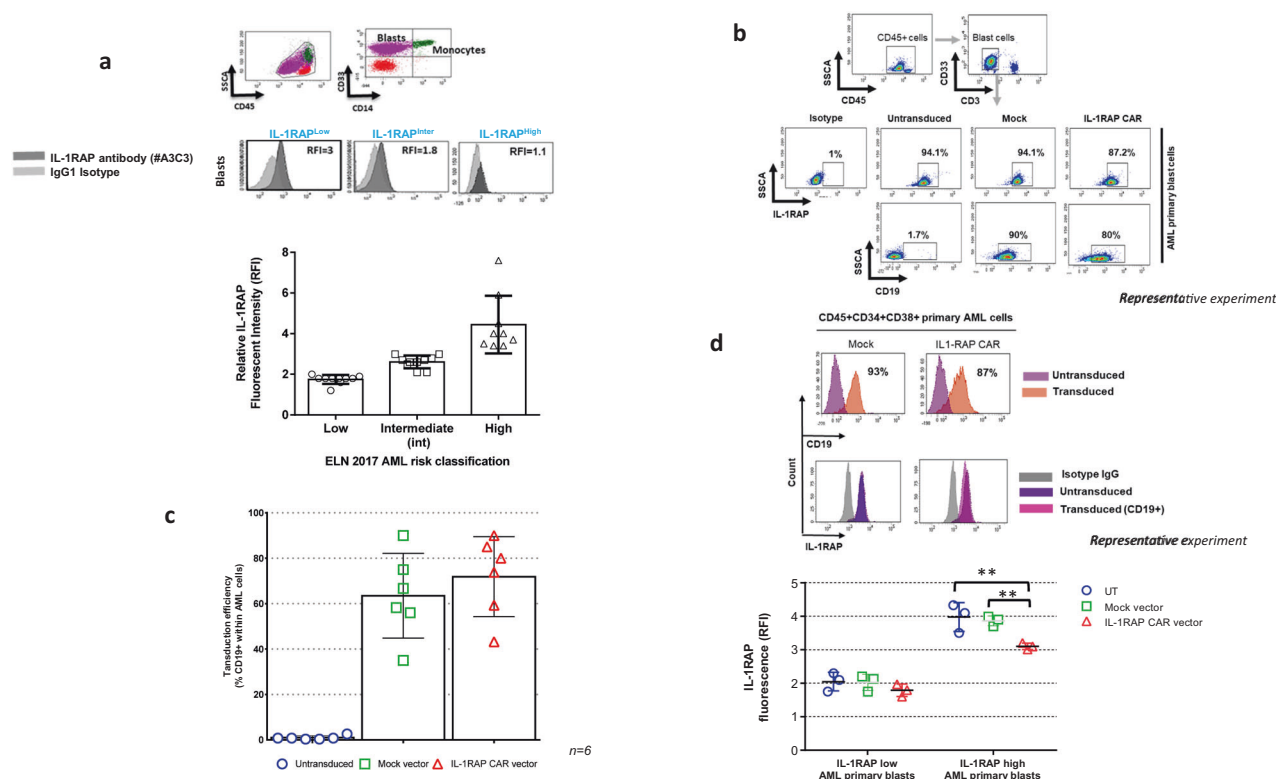 a
SSCA
CD45
CD33
CD14
Blasts
Monocytes
IL-1RAP antibody (#A3C3)
IgG1 Isotype
IL-1RAPLow
IL-1RAPInter
IL-1RAPHigh
Blasts
RFI=3
RFI=1.8
RFI=1.1
Relative IL-1RAP
Fluorescent Intensity (RFI)
8
6
4
2
0
Low
Intermediate
(int)
High
ELN 2017 AML risk classification
b
SSCA
CD45
CD45+ cells
CD33
CD3
Blast cells
Isotype
Untransduced
Mock
IL-1RAP CAR
1%
94.1%
94.1%
87.2%
SSCA
IL-1RAP
1.7%
90%
80%
SSCA
CD19
AML primary blast cells
Representative experiment
c
Tansduction efficiency
(% CD19+ within AML cells)
100
80
60
40
20
0
Untransduced
Mock vector
IL-1RAP CAR vector
n=6
d
CD45+CD34+CD38+ primary AML cells
Mock
IL1-RAP CAR
93%
87%
Untransduced
Transduced
CD19
Count
IL-1RAP
Isotype IgG
Untransduced
Transduced (CD19+)
Representative experiment
IL-1RAP
fluorescence (RFI)
5
4
3
2
1
0
**
**
UT
Mock vector
IL-1RAP CAR vector
IL-1RAP low
AML primary blasts
IL-1RAP high
AML primary blasts